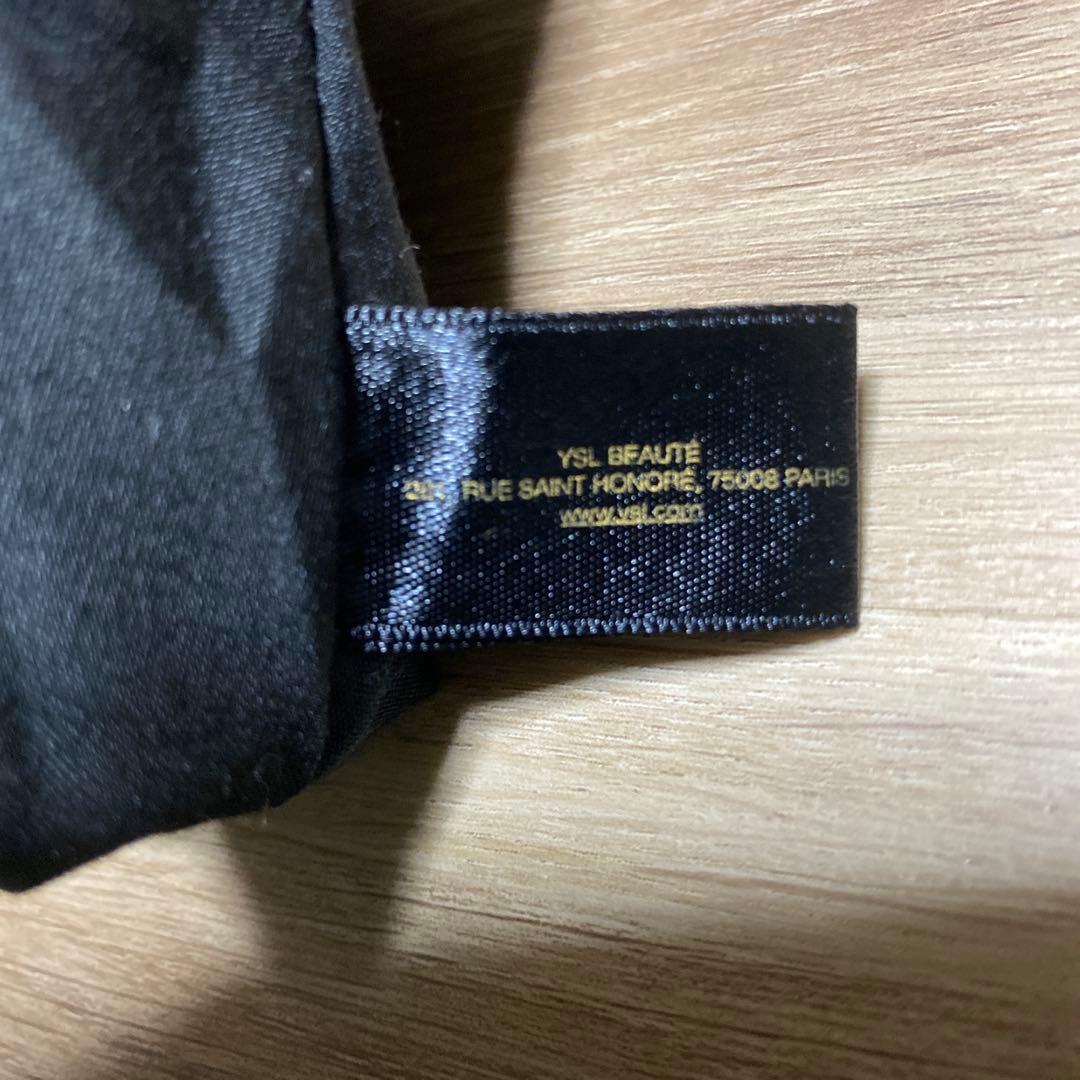 YSL BEAUTÉ
RUE SAINT HONORÉ, 75008 PARIS
www.ysl.com